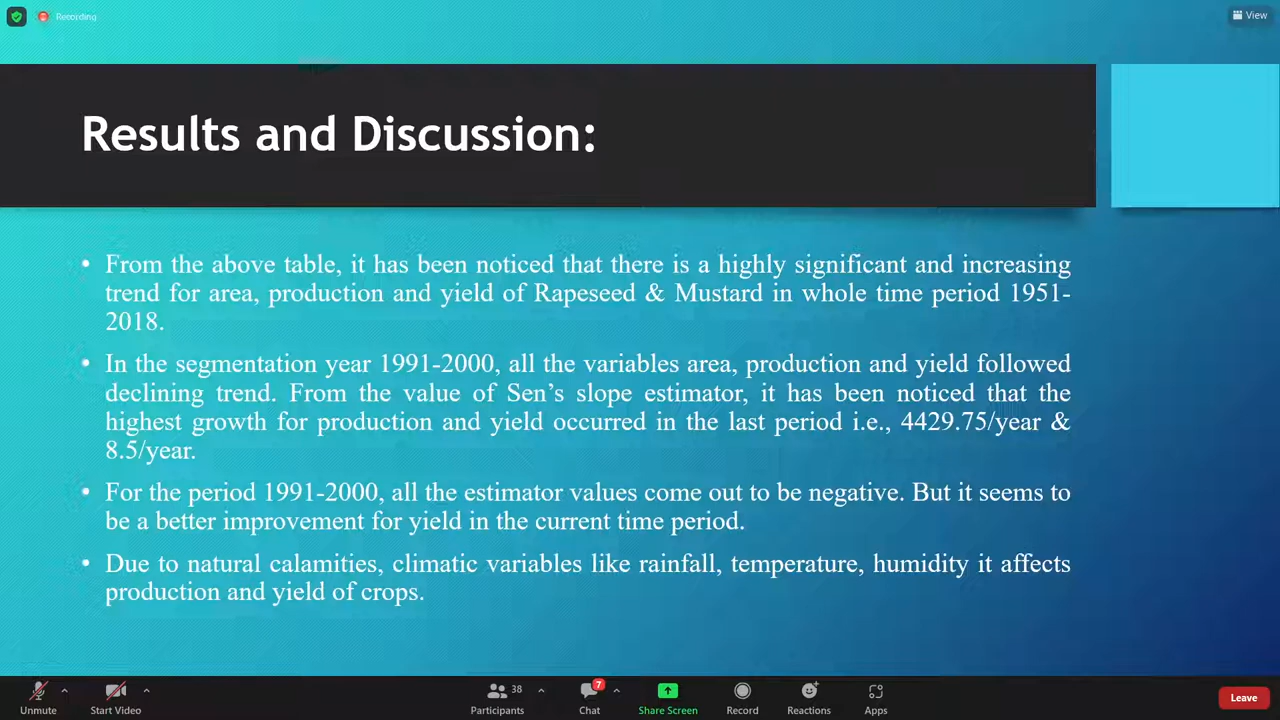 Recording
View
Results and Discussion:
• From the above table, it has been noticed that there is a highly significant and increasing
trend for area, production and yield of Rapeseed & Mustard in whole time period 1951-
2018.
• In the segmentation year 1991-2000, all the variables area, production and yield followed
declining trend. From the value of Sen’s slope estimator, it has been noticed that the
highest growth for production and yield occurred in the last period i.e., 4429.75/year &
8.5/year.
• For the period 1991-2000, all the estimator values come out to be negative. But it seems to
be a better improvement for yield in the current time period.
• Due to natural calamities, climatic variables like rainfall, temperature, humidity it affects
production and yield of crops.
38
7
Unmute
Start Video
Participants
Chat
Share Screen
Record
Reactions
Apps
Leave